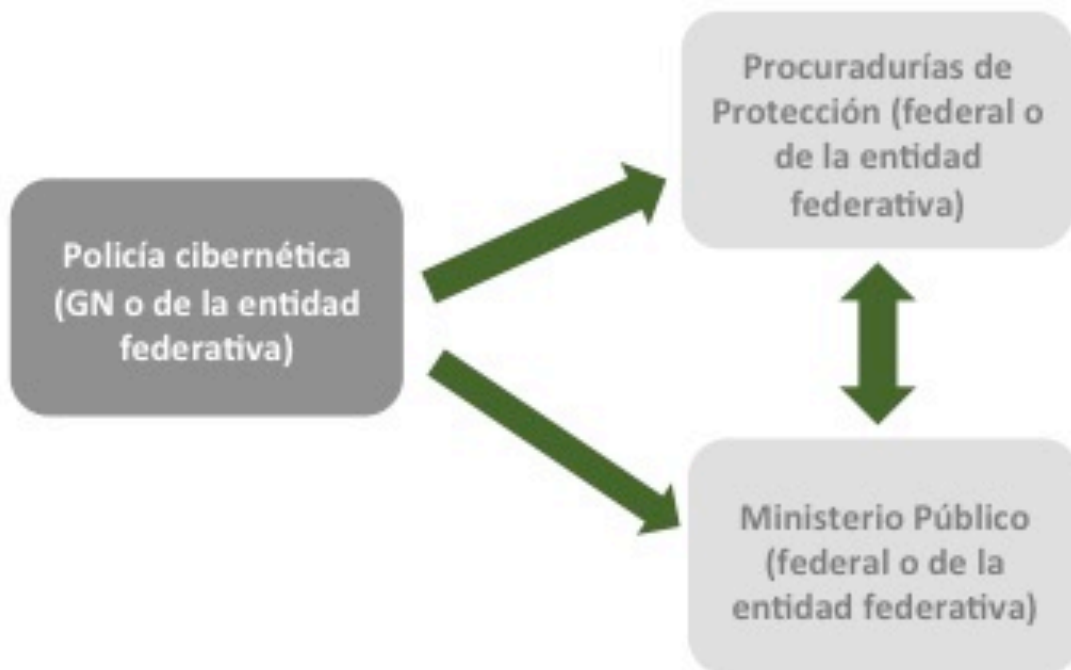 Procuradurías de
Protección (federal o
de la entidad
federativa)
Policía cibernética
(GN o de la entidad
federativa)
Ministerio Público
(federal o de la
entidad federativa)